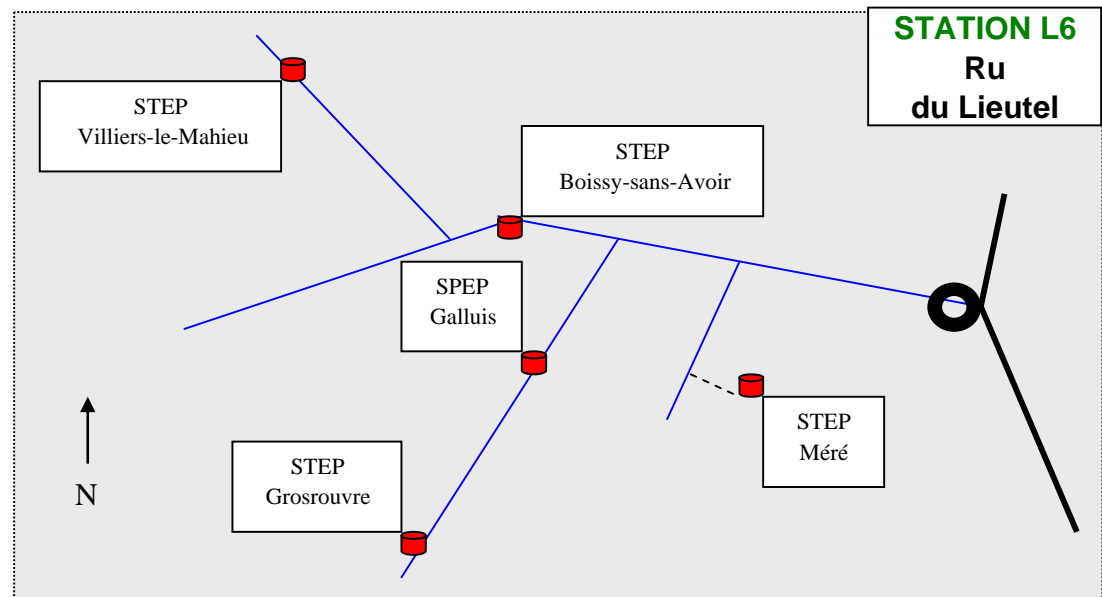 STATION L6
Ru
du Lieutel
STEP
Villiers-le-Mahieu
STEP
Boissy-sans-Avoir
SPEP
Galluis
STEP
Méré
STEP
Grosrouvre
N